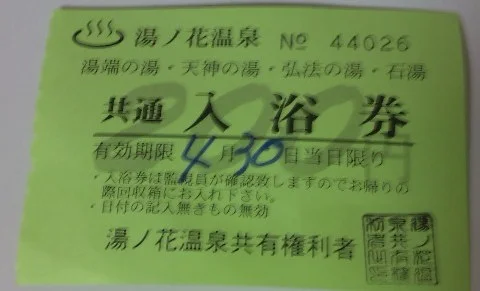 湯ノ花温泉 № 44026
湯端の湯・天神の湯・弘法の湯・石湯
共通 入浴券
有効期限 4月30日当日限り
・入浴券は監視員が確認致しますのでお帰りの
際回収箱にお入れ下さい。
・日付の記入無きもの無効
湯ノ花温泉共有権利者